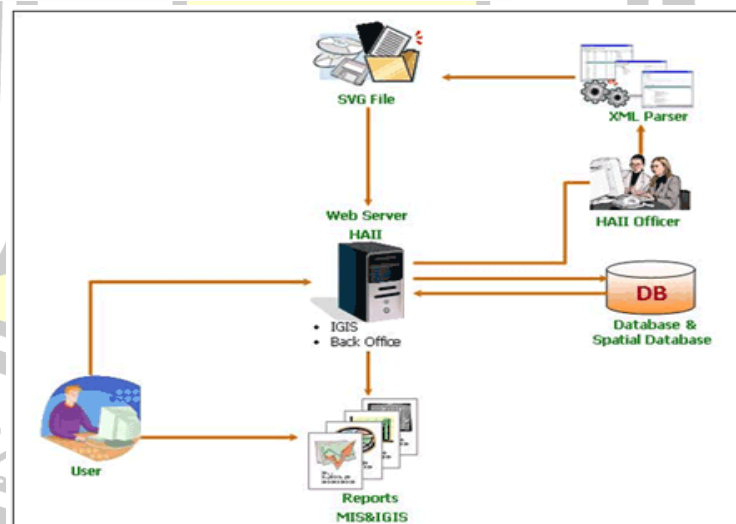 SVG File
XML Parser
HAII Officer
Web Server
HAII
DB
Database &
Spatial Database
• IGIS
• Back Office
User
Reports
MIS&IGIS